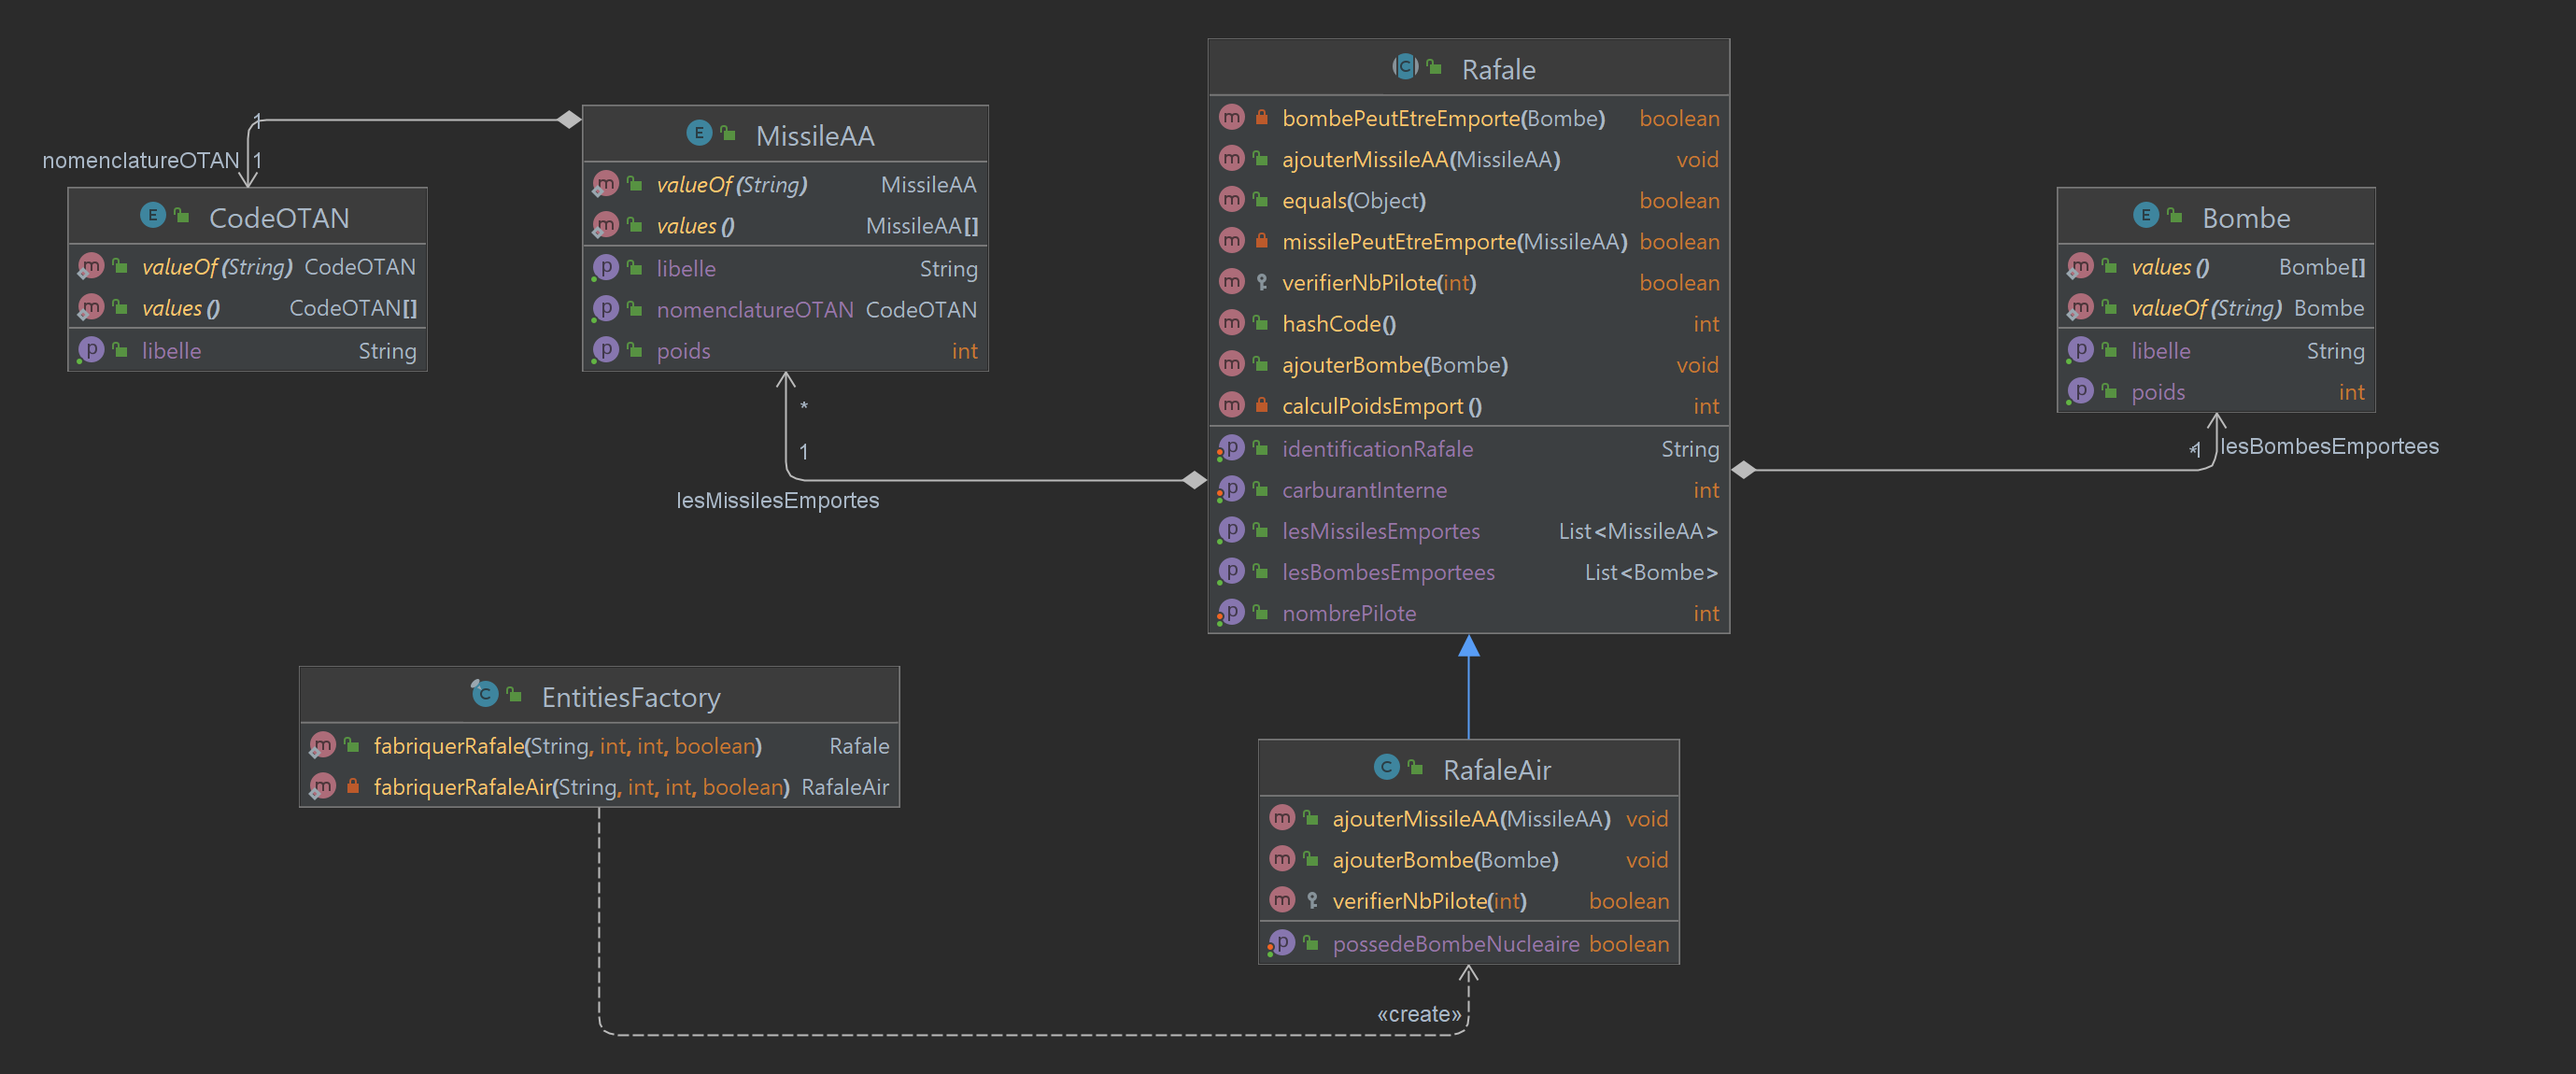 nomenclatureOTAN
1
1
CodeOTAN
valueOf(String) CodeOTAN
values() CodeOTAN[]
libelle String
MissileAA
valueOf(String) MissileAA
values() MissileAA[]
libelle String
nomenclatureOTAN CodeOTAN
poids int
*
1
lesMissilesEmportes
Rafale
bombePeutEtreEmporte(Bombe) boolean
ajouterMissileAA(MissileAA) void
equals(Object) boolean
missilePeutEtreEmporte(MissileAA) boolean
verifierNbPilote(int) boolean
hashCode() int
ajouterBombe(Bombe) void
calculPoidsEmport() int
identificationRafale String
carburantInterne int
lesMissilesEmportes List<MissileAA>
lesBombesEmportees List<Bombe>
nombrePilote int
Bombe
values() Bombe[]
valueOf(String) Bombe
libelle String
poids int
*1 lesBombesEmportees
EntitiesFactory
fabriquerRafale(String, int, int, boolean) Rafale
fabriquerRafaleAir(String, int, int, boolean) RafaleAir
RafaleAir
ajouterMissileAA(MissileAA) void
ajouterBombe(Bombe) void
verifierNbPilote(int) boolean
possedeBombeNucleaire boolean
«create»